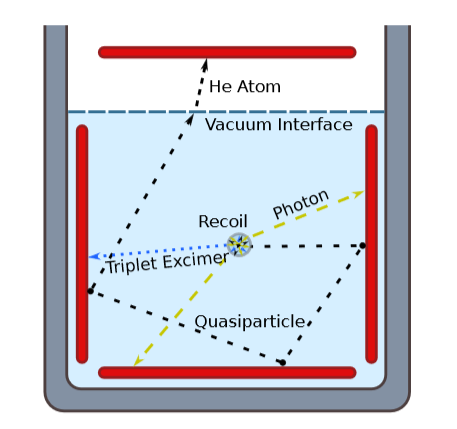 He Atom
Vacuum Interface
Photon
Recoil
Triplet Excimer
Quasiparticle